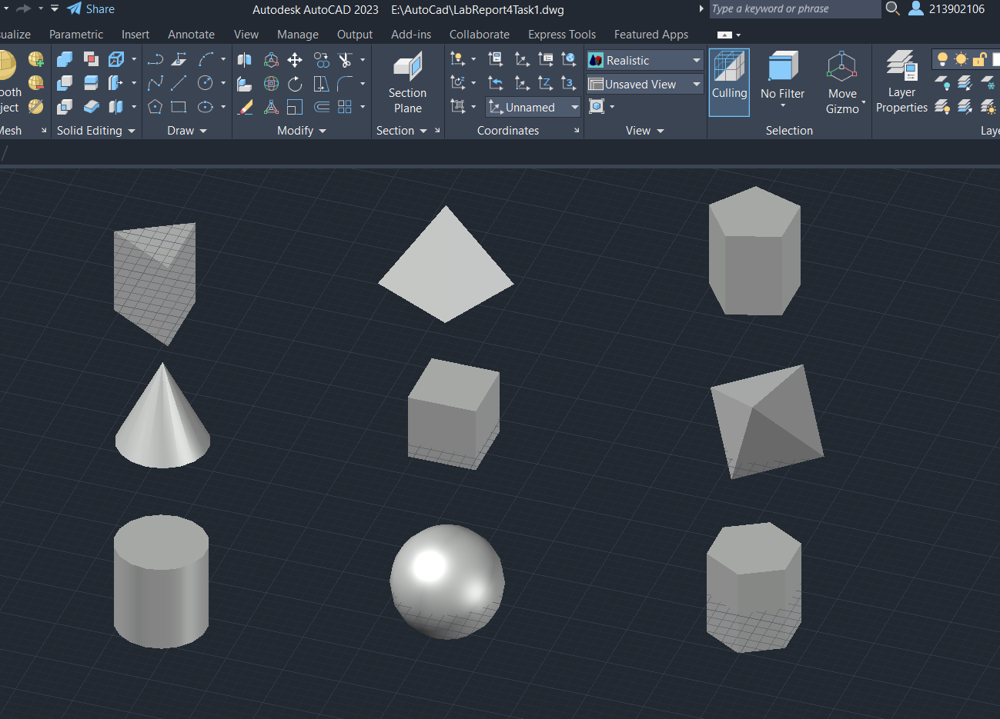 Share
Autodesk AutoCAD 2023 E:\AutoCad\LabReport4Task1.dwg
Type a keyword or phrase
213902106
ualize Parametric Insert Annotate View Manage Output Add-ins Collaborate Express Tools Featured Apps
ooth
ject
Mesh
Solid Editing
Draw
Modify
Section
Plane
Section
Unnamed
Coordinates
Realistic
Unsaved View
View
Culling
No Filter
Move
Gizmo
Selection
Layer
Properties
Laye